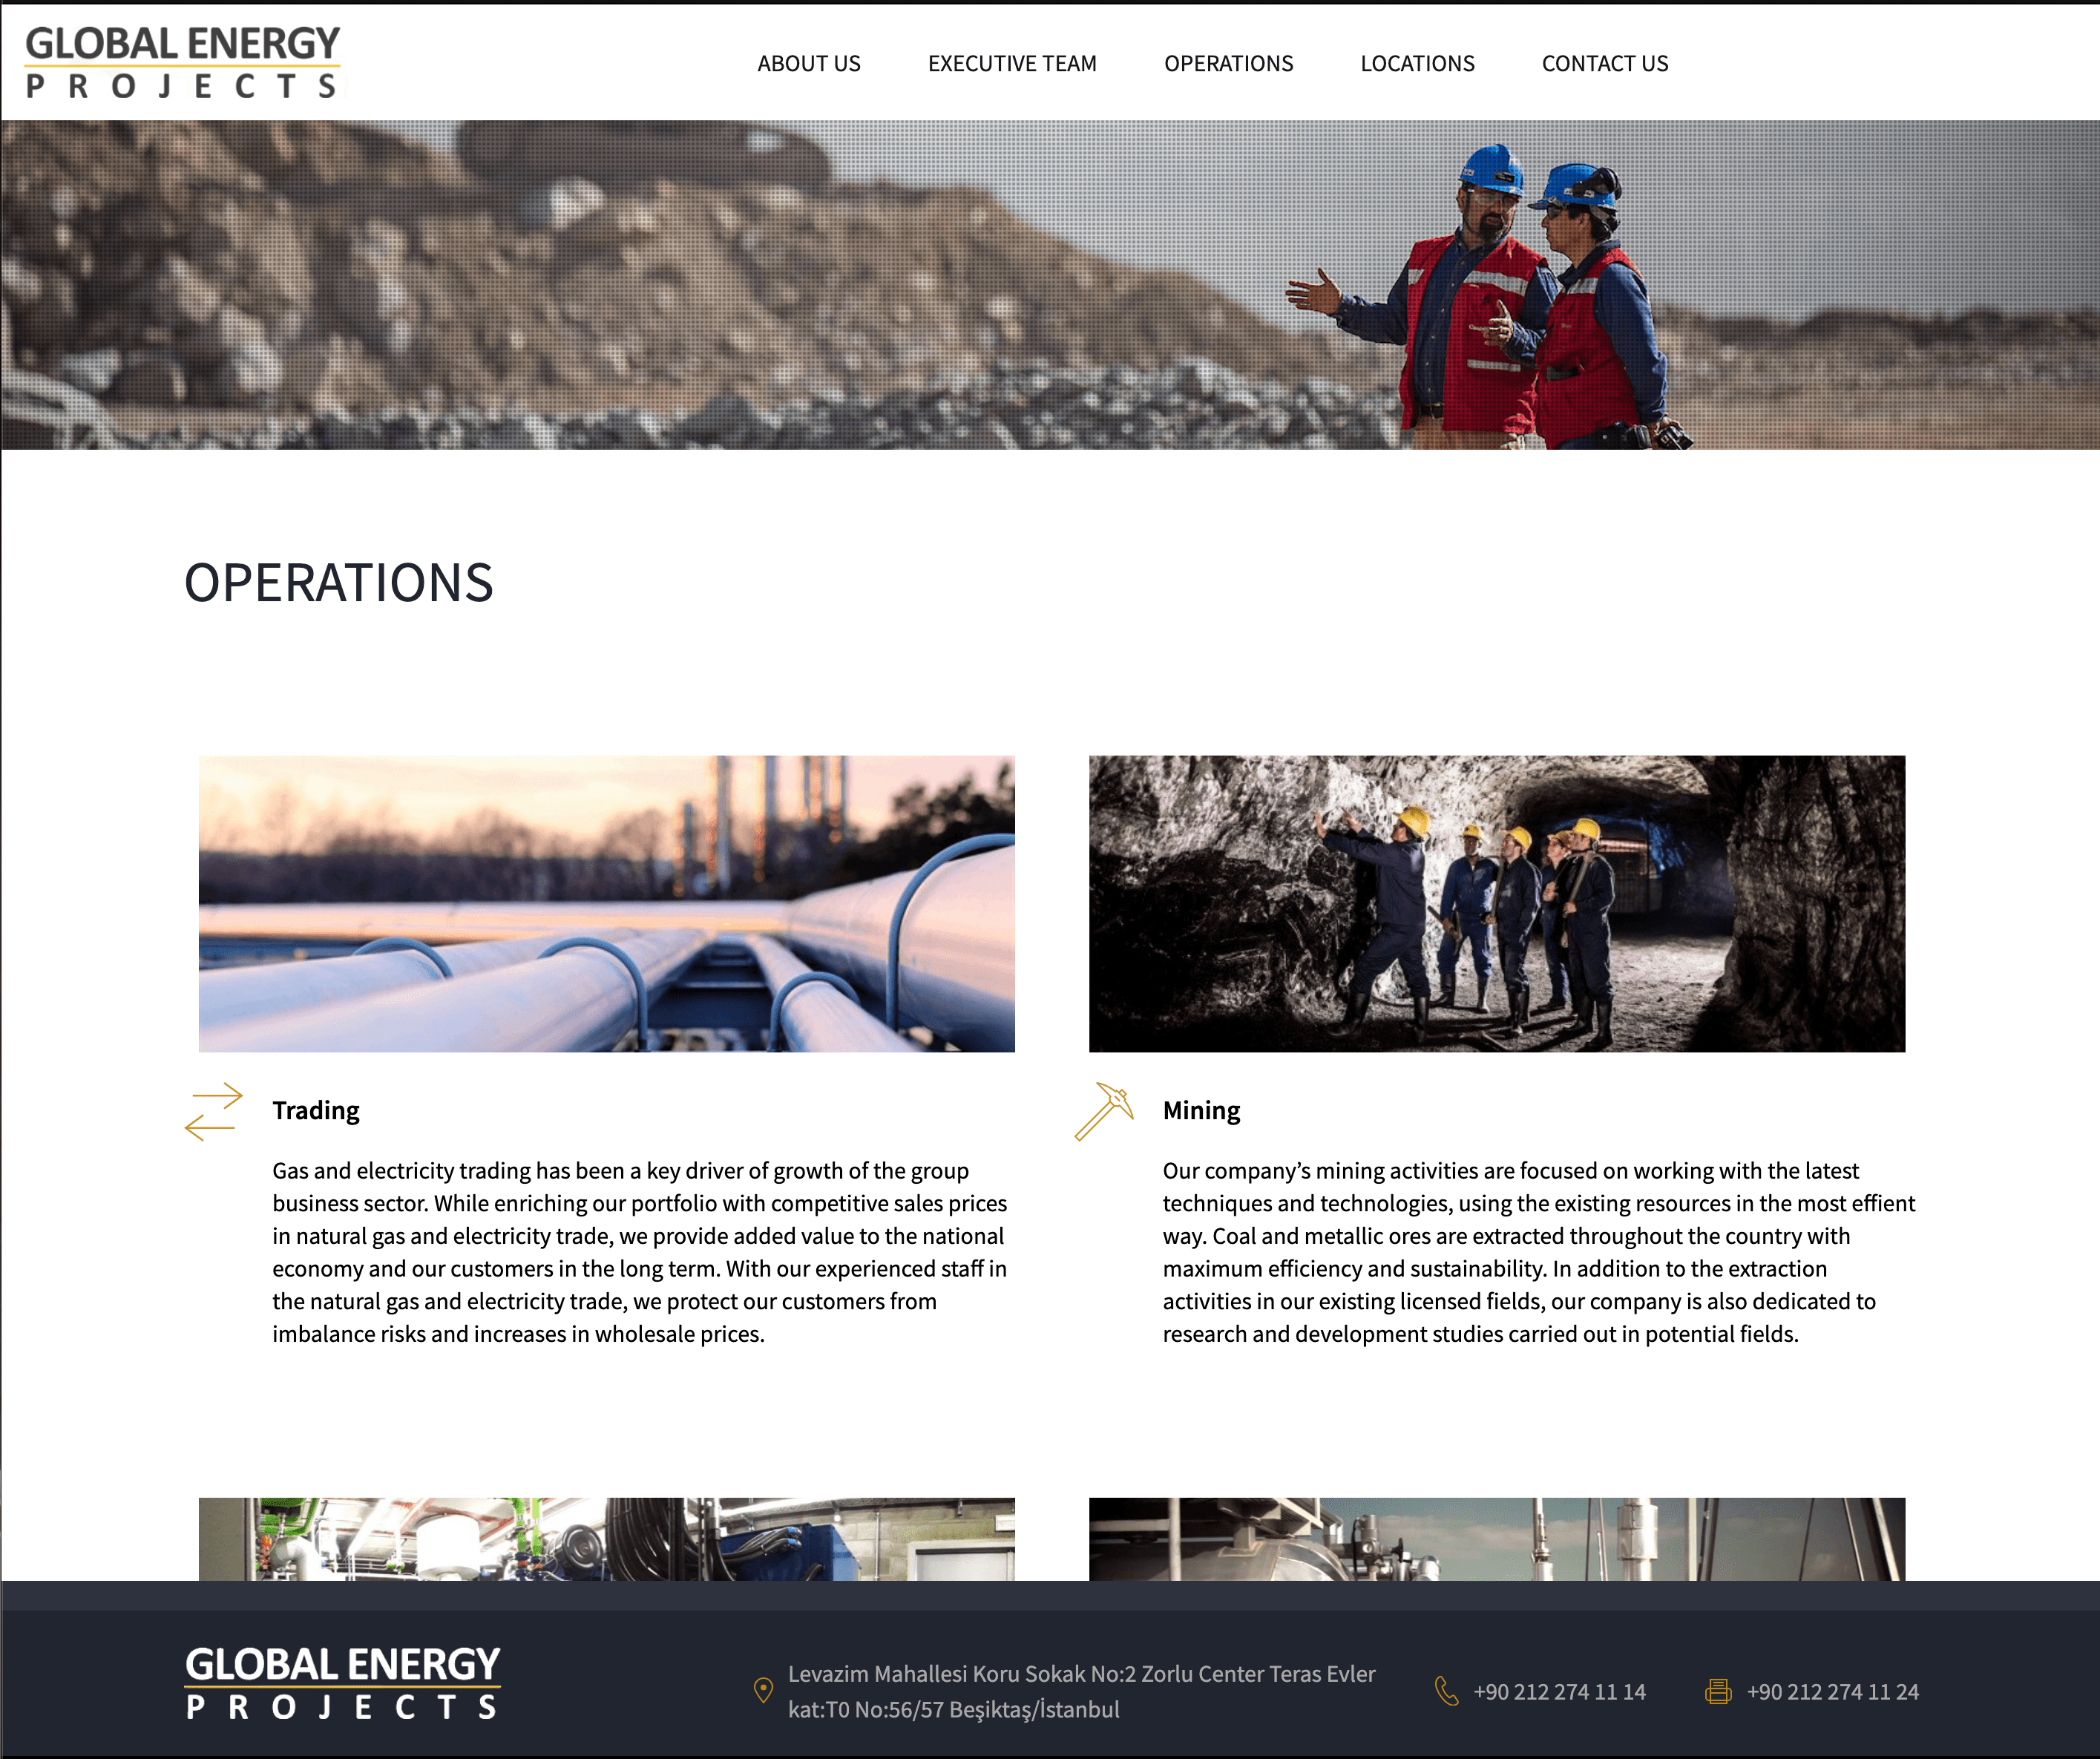 GLOBAL ENERGY
PROJECTS
ABOUT US
EXECUTIVE TEAM
OPERATIONS
LOCATIONS
CONTACT US
OPERATIONS
Trading
Gas and electricity trading has been a key driver of growth of the group
business sector. While enriching our portfolio with competitive sales prices
in natural gas and electricity trade, we provide added value to the national
economy and our customers in the long term. With our experienced staff in
the natural gas and electricity trade, we protect our customers from
imbalance risks and increases in wholesale prices.
Mining
Our company’s mining activities are focused on working with the latest
techniques and technologies, using the existing resources in the most effient
way. Coal and metallic ores are extracted throughout the country with
maximum efficiency and sustainability. In addition to the extraction
activities in our existing licensed fields, our company is also dedicated to
research and development studies carried out in potential fields.
GLOBAL ENERGY
PROJECTS
Levazim Mahallesi Koru Sokak No:2 Zorlu Center Teras Evler
kat:T0 No:56/57 Beşiktaş/İstanbul
+90 212 274 11 14
+90 212 274 11 24